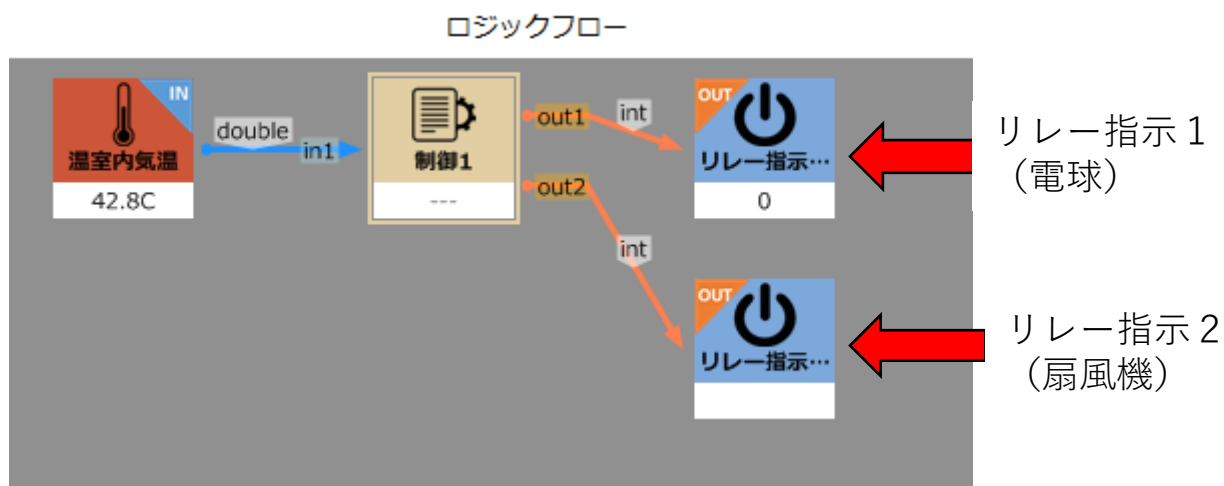 ロジックフロー
IN
温室内気温
42.8C
double
in1
制御1
---
out1
out2
int
int
OUT
リレー指示…
0
OUT
リレー指示…
リレー指示１
（電球）
リレー指示２
（扇風機）